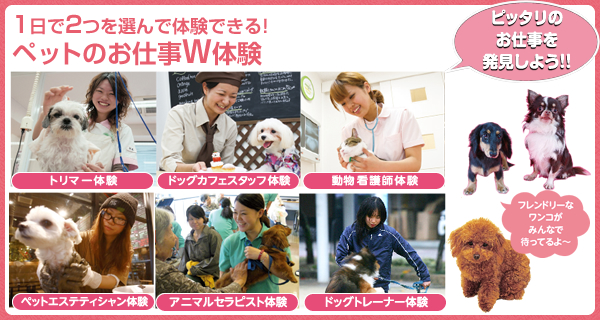 1日で2つを選んで体験できる!
ペットのお仕事W体験
ピッタリの
お仕事を
発見しよう!!
トリマー体験
ドッグカフェスタッフ体験
動物看護師体験
ペットエステティシャン体験
アニマルセラピスト体験
ドッグトレーナー体験
フレンドリーな
ワンコが
みんなで
待ってるよ〜